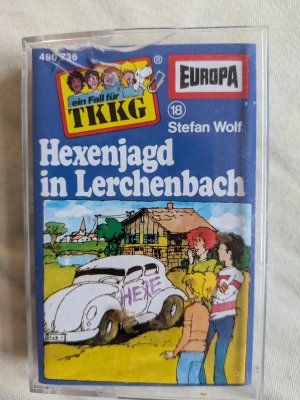 490 736
ein Fall für
TKKG
®
EUROPA
18
Stefan Wolf
Hexenjagd
in Lerchenbach
HEXE